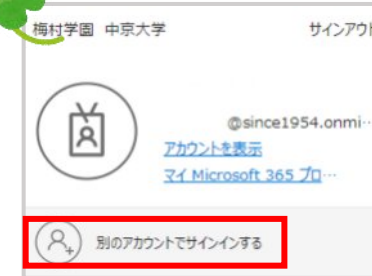 梅村学園 中京大学 サインアウト
@since1954.onmi…
アカウントを表示
マイ Microsoft 365 プロ…
別のアカウントでサインインする